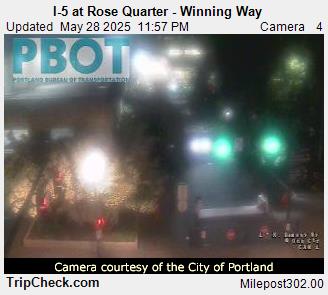 I-5 at Rose Quarter - Winning Way
Updated May 28 2025 11:57 PM Camera 4
PBOT
PORTLAND BUREAU OF TRANSPORTATION
Camera courtesy of the City of Portland
TripCheck.com Milepost302.00